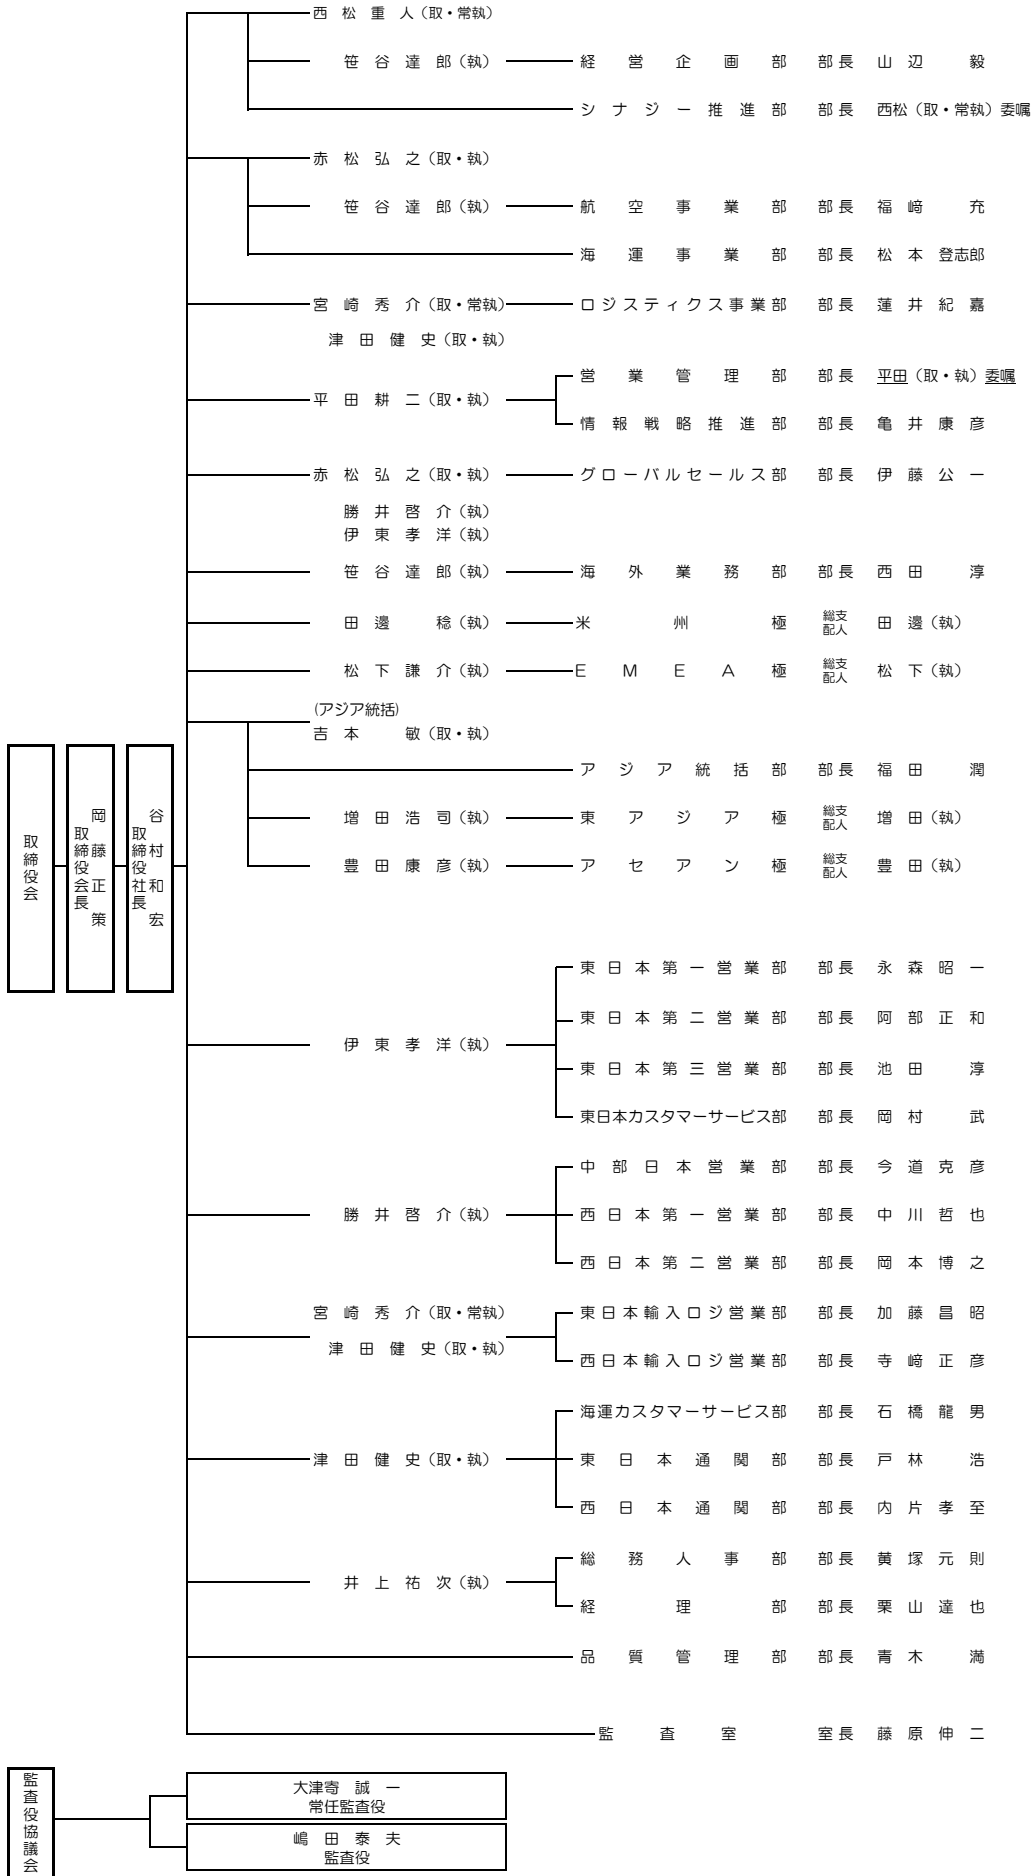 西松重人（取・常執）
笹谷達郎（執） 経営企画部 部長 山辺毅
シナジー推進部 部長 西松（取・常執）委嘱
赤松弘之（取・執）
笹谷達郎（執） 航空事業部 部長 福﨑充
海運事業部 部長 松本登志郎
宮崎秀介（取・常執） ロジスティクス事業部 部長 蓮井紀嘉
津田健史（取・執）
営業管理部 部長 平田（取・執）委嘱
平田耕二（取・執）
情報戦略推進部 部長 亀井康彦
赤松弘之（取・執） グローバルセールス部 部長 伊藤公一
勝井啓介（執）
伊東孝洋（執）
笹谷達郎（執） 海外業務部 部長 西田淳
田邊稔（執） 米州極 総支配人 田邊（執）
松下謙介（執） EMEA極 総支配人 松下（執）
(アジア統括)
吉本敏（取・執）
アジア統括部 部長 福田潤
増田浩司（執） 東アジア極 総支配人 増田（執）
豊田康彦（執） アセアン極 総支配人 豊田（執）
取締役会
取締役会長
岡藤正策
取締役社長
谷村和宏
東日本第一営業部 部長 永森昭一
東日本第二営業部 部長 阿部正和
伊東孝洋（執）
東日本第三営業部 部長 池田淳
東日本カスタマーサービス部 部長 岡村武
中部日本営業部 部長 今道克彦
勝井啓介（執） 西日本第一営業部 部長 中川哲也
西日本第二営業部 部長 岡本博之
宮崎秀介（取・常執） 東日本輸入ロジ営業部 部長 加藤昌昭
津田健史（取・執）
西日本輸入ロジ営業部 部長 寺﨑正彦
海運カスタマーサービス部 部長 石橋龍男
津田健史（取・執） 東日本通関部 部長 戸林浩
西日本通関部 部長 内片孝至
総務人事部 部長 黄塚元則
井上祐次（執）
経理部 部長 栗山達也
品質管理部 部長 青木満
監査室 室長 藤原伸二
監査役協議会
大津寄誠一
常任監査役
嶋田泰夫
監査役